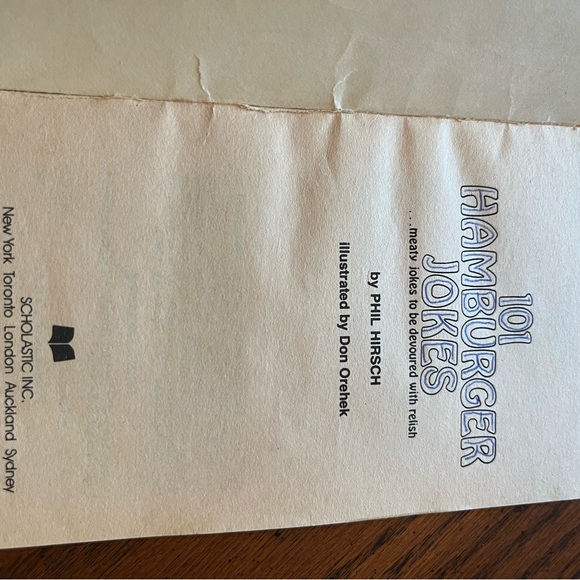 101
HAMBURGER
JOKES
. . .meaty jokes to be devoured with relish
by PHIL HIRSCH
illustrated by Don Orehek
SCHOLASTIC INC.
New York Toronto London Auckland Sydney